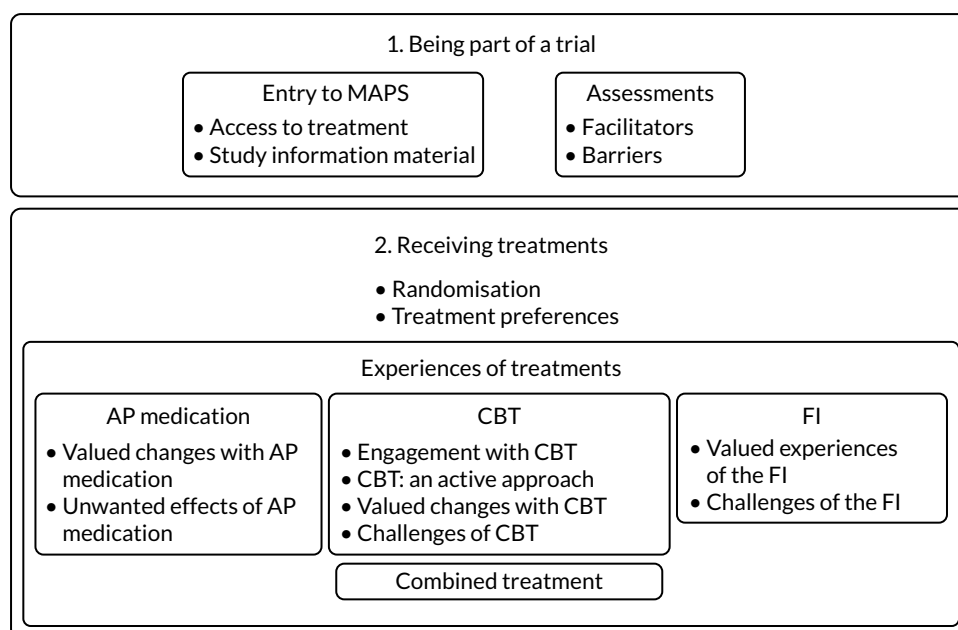 1. Being part of a trial
Entry to MAPS
• Access to treatment
• Study information material
Assessments
• Facilitators
• Barriers
2. Receiving treatments
• Randomisation
• Treatment preferences
Experiences of treatments
AP medication
• Valued changes with AP
medication
• Unwanted effects of AP
medication
CBT
• Engagement with CBT
• CBT: an active approach
• Valued changes with CBT
• Challenges of CBT
FI
• Valued experiences
of the FI
• Challenges of the FI
Combined treatment